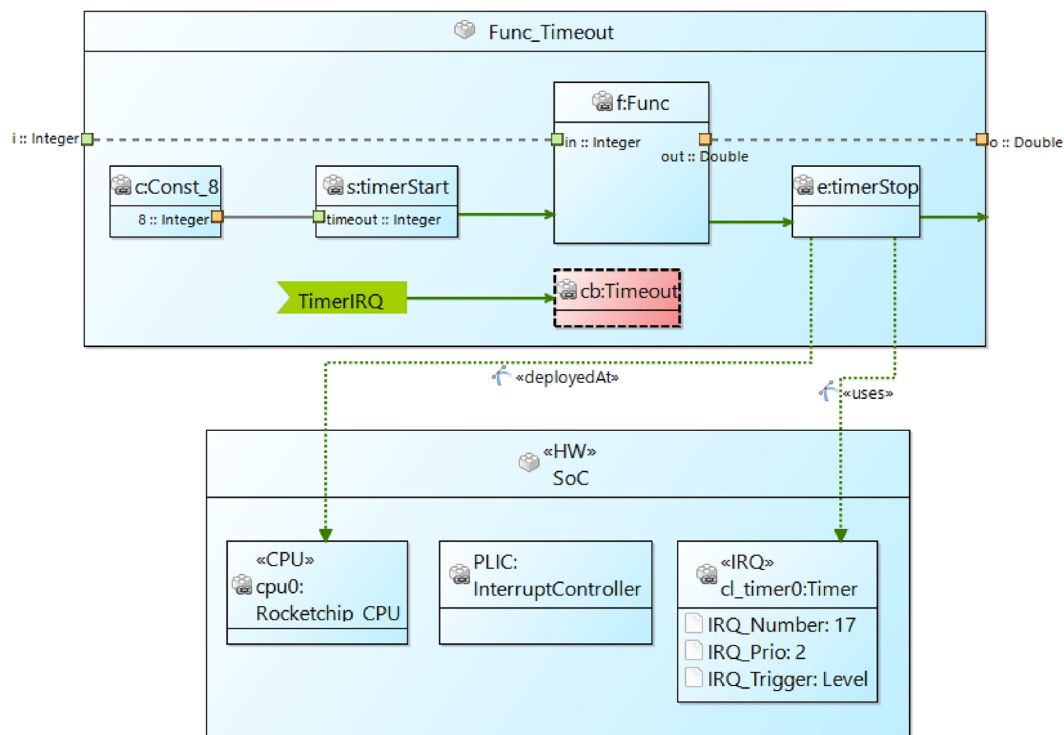 Func_Timeout
f:Func
i :: Integer
in :: Integer
out :: Double
o :: Double
c:Const_8
8 :: Integer
s:timerStart
timeout :: Integer
e:timerStop
TimerIRQ
cb:Timeout
«deployedAt»
«uses»
«HW»
SoC
«CPU»
cpu0:
Rocketchip_CPU
PLIC:
InterruptController
«IRQ»
cl_timer0:Timer
IRQ_Number: 17
IRQ_Prio: 2
IRQ_Trigger: Level